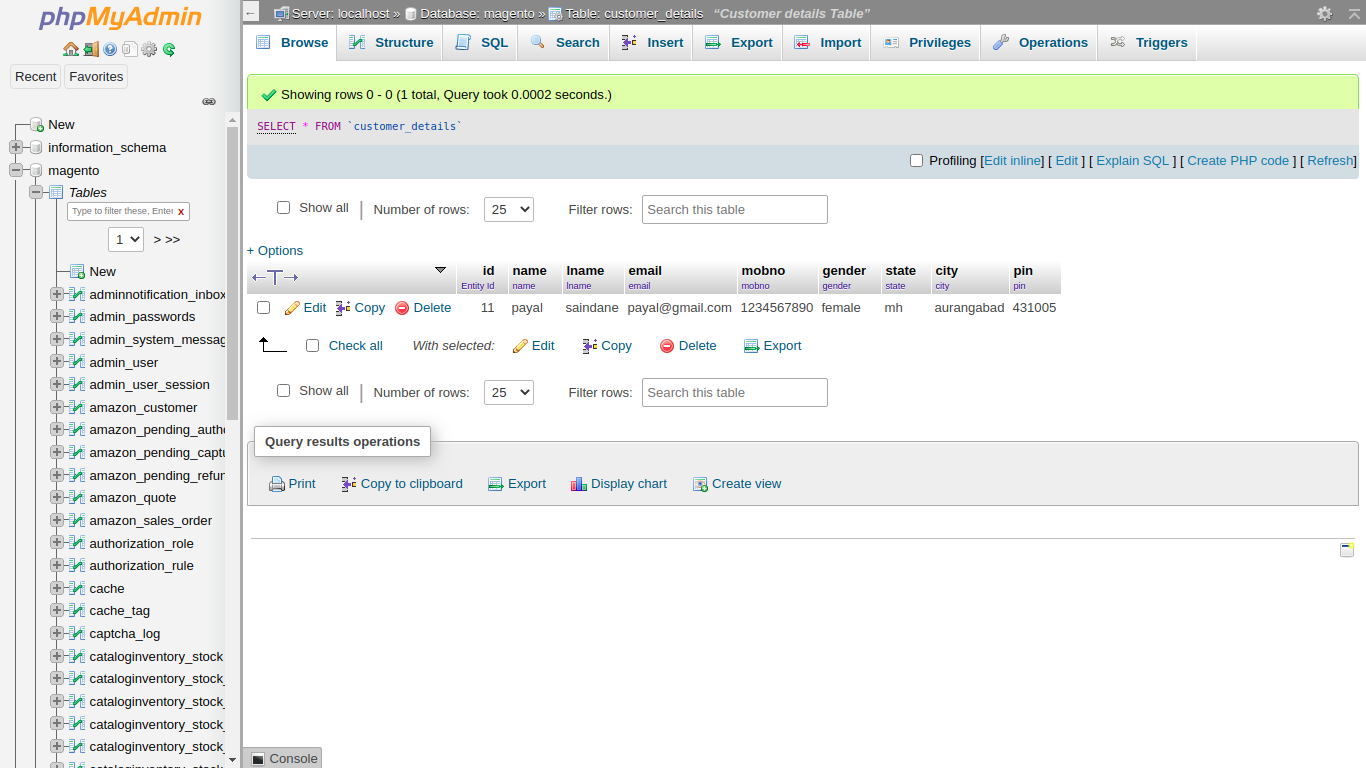 phpMyAdmin
Recent Favorites
New
information_schema
magento
Tables
Type to filter these, Enter X
1 > >>
New
adminnotification_inbox
admin_passwords
admin_system_messag
admin_user
admin_user_session
amazon_customer
amazon_pending_autho
amazon_pending_captu
amazon_pending_refun
amazon_quote
amazon_sales_order
authorization_role
authorization_rule
cache
cache_tag
captcha_log
cataloginventory_stock
cataloginventory_stock_
cataloginventory_stock_
cataloginventory_stock_
cataloginventory_stock_
Server: localhost » Database: magento » Table: customer_details “Customer details Table”
Browse Structure SQL Search Insert Export Import Privileges Operations Triggers
Showing rows 0 - 0 (1 total, Query took 0.0002 seconds.)
SELECT * FROM `customer_details`
Profiling [Edit inline] [ Edit ] [ Explain SQL ] [ Create PHP code ] [ Refresh]
Show all | Number of rows: 25 Filter rows: Search this table
+ Options
←T→ id name lname email mobno gender state city pin
Entity Id name lname email mobno gender state city pin
Edit Copy Delete 11 payal saindane payal@gmail.com 1234567890 female mh aurangabad 431005
Check all With selected: Edit Copy Delete Export
Show all | Number of rows: 25 Filter rows: Search this table
Query results operations
Print Copy to clipboard Export Display chart Create view
Console